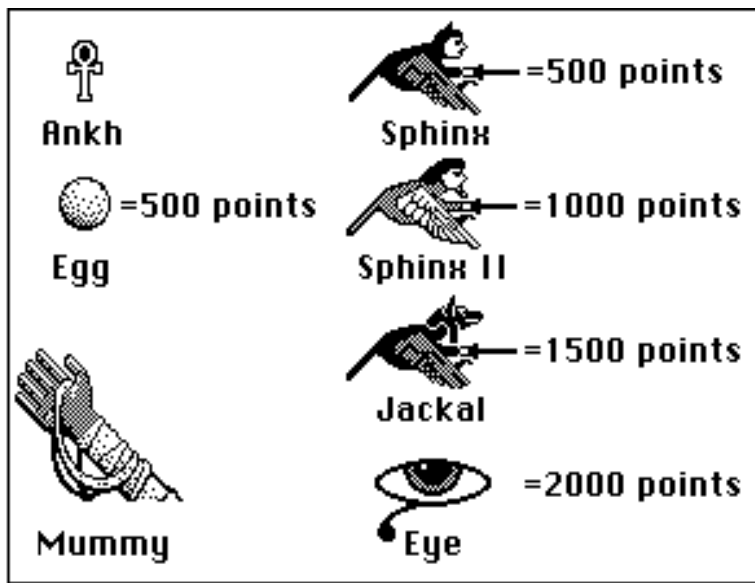 Ankh
=500 points
Egg
Mummy
=500 points
Sphinx
=1000 points
Sphinx II
=1500 points
Jackal
=2000 points
Eye